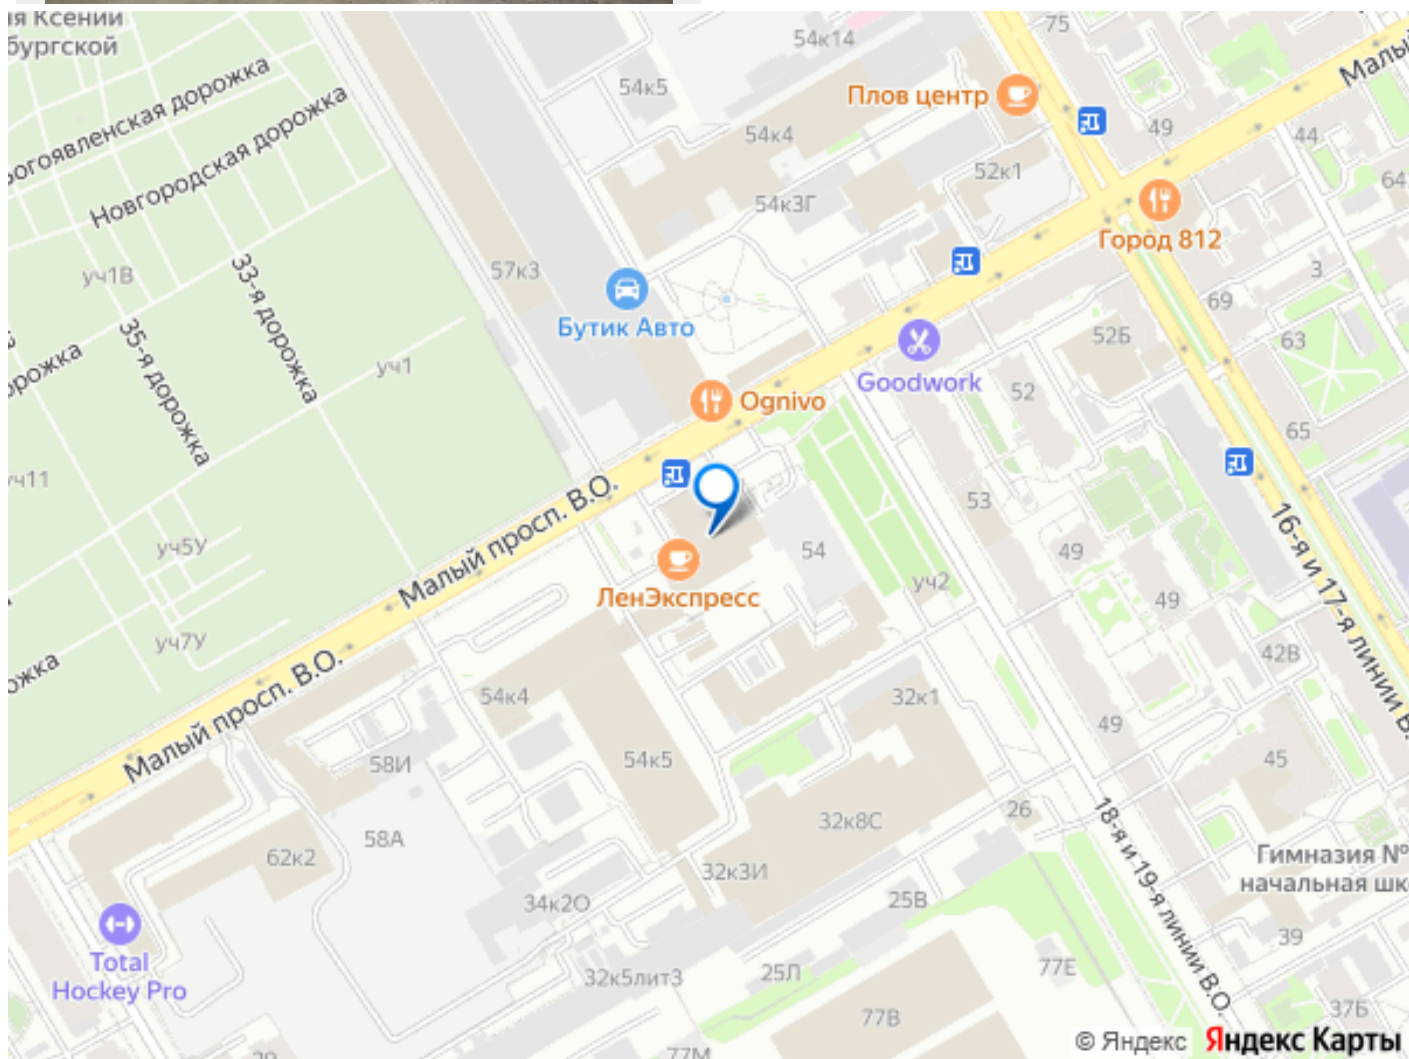 я Ксении
бургской
75
54к14
Малый
Плов центр
54к5
огоявленская дорожка
Новгородская дорожка
54к4
49
44
52к1
64
54к3Г
Город 812
57к3
уч1В
33-я дорожка
3
Бутик Авто
69
35-я дорожка
52Б
63
орожка
уч1
Goodwork
52
Ognivo
65
ч11
Малый просп. В.О.
53
16-я и 17-я линии В.
уч5У
54
49
ЛенЭкспресс
уч2
49
уч7У
ожка
42В
Малый просп. В.О.
54к4
32к1
49
58И
54к5
45
58А
32к8С
26
18-я и 19-я линии В.О.
62к2
32к3И
Гимназия №
начальная шк
34к2О
25В
39
Total
Hockey Pro
32к5лит3
25Л
77Е
37Б
77В
© Яндекс Яндекс Карты
77М